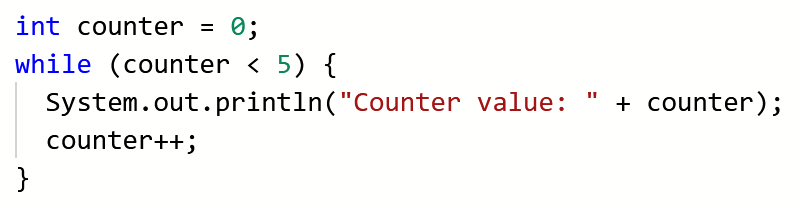 int counter = 0;
while (counter < 5) {
  System.out.println("Counter value: " + counter);
  counter++;
}